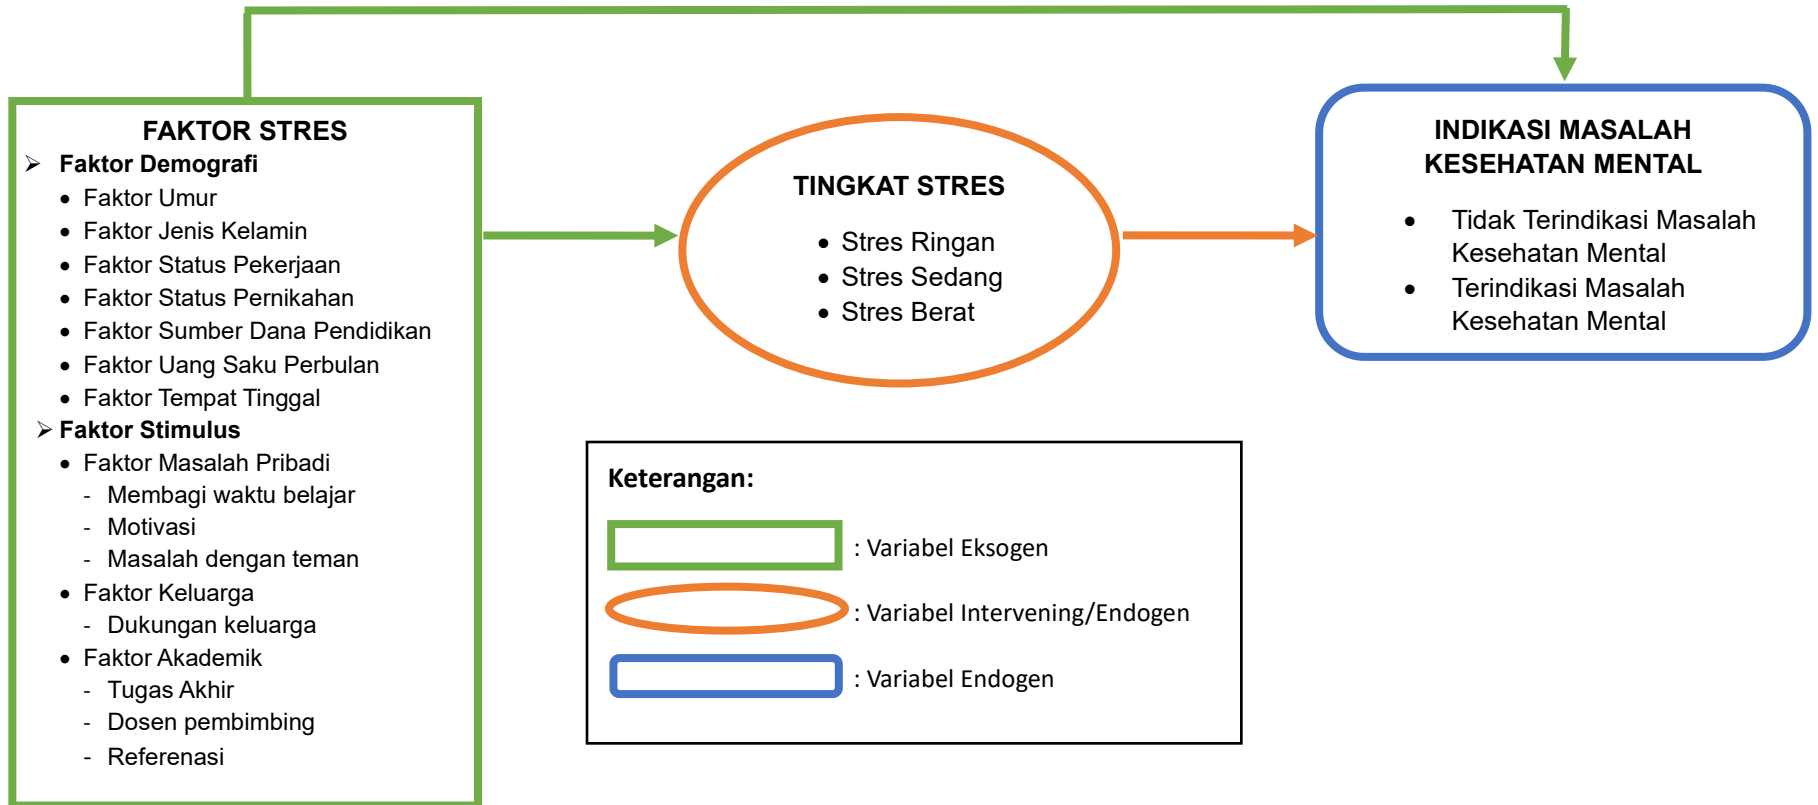 FAKTOR STRES
➢ Faktor Demografi
• Faktor Umur
• Faktor Jenis Kelamin
• Faktor Status Pekerjaan
• Faktor Status Pernikahan
• Faktor Sumber Dana Pendidikan
• Faktor Uang Saku Perbulan
• Faktor Tempat Tinggal
➢ Faktor Stimulus
• Faktor Masalah Pribadi
- Membagi waktu belajar
- Motivasi
- Masalah dengan teman
• Faktor Keluarga
- Dukungan keluarga
• Faktor Akademik
- Tugas Akhir
- Dosen pembimbing
- Referenasi
TINGKAT STRES
• Stres Ringan
• Stres Sedang
• Stres Berat
INDIKASI MASALAH
KESEHATAN MENTAL
• Tidak Terindikasi Masalah
Kesehatan Mental
• Terindikasi Masalah
Kesehatan Mental
Keterangan:
: Variabel Eksogen
: Variabel Intervening/Endogen
: Variabel Endogen